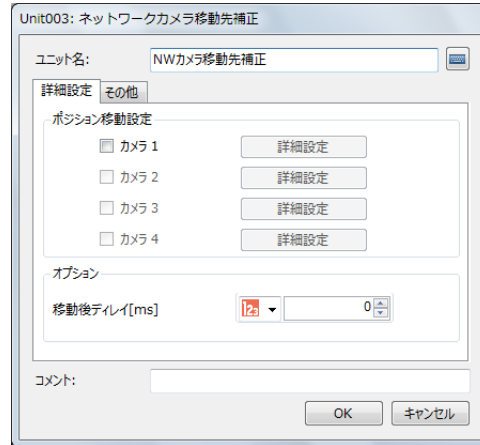 Unit003: ネットワークカメラ移動先補正
ユニット名: NWカメラ移動先補正
詳細設定 その他
ポジション移動設定
カメラ 1 詳細設定
カメラ 2 詳細設定
カメラ 3 詳細設定
カメラ 4 詳細設定
オプション
移動後ディレイ[ms] 123 0
コメント:
OK キャンセル